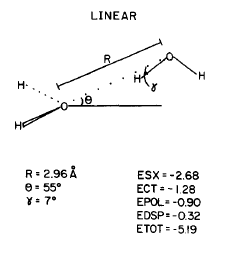 LINEAR
R
O
H
H
γ
H
O
θ
H
R = 2.96 Å
θ = 55°
γ = 7°
ESX = -2.68
ECT = -1.28
EPOL = -0.90
EDSP = -0.32
ETOT = -5.19